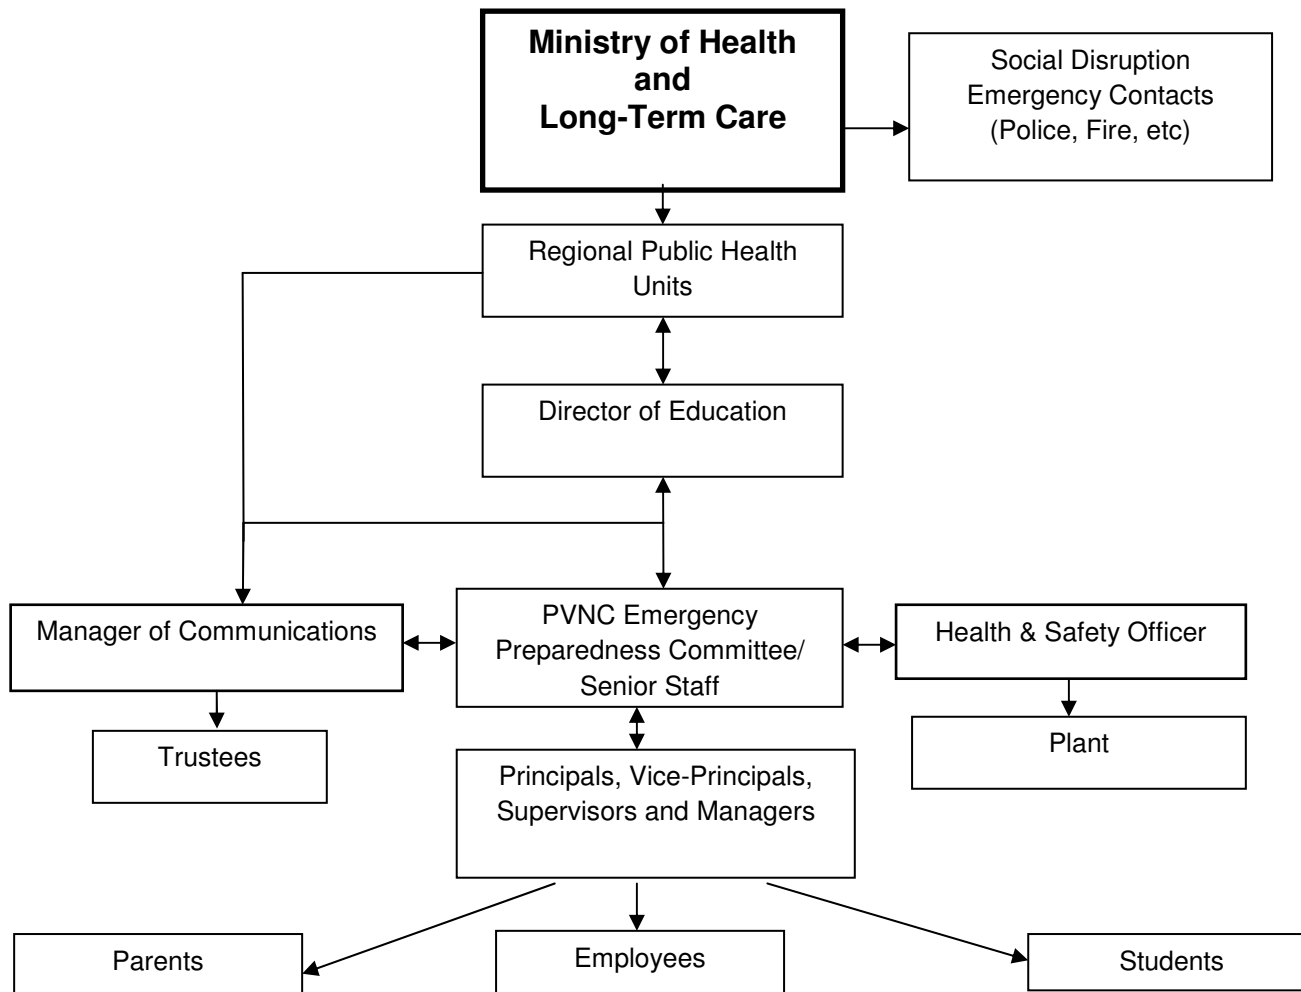 Ministry of Health
and
Long-Term Care
Social Disruption
Emergency Contacts
(Police, Fire, etc)
Regional Public Health
Units
Director of Education
Manager of Communications
PVNC Emergency
Preparedness Committee/
Senior Staff
Health & Safety Officer
Trustees
Principals, Vice-Principals,
Supervisors and Managers
Plant
Parents
Employees
Students